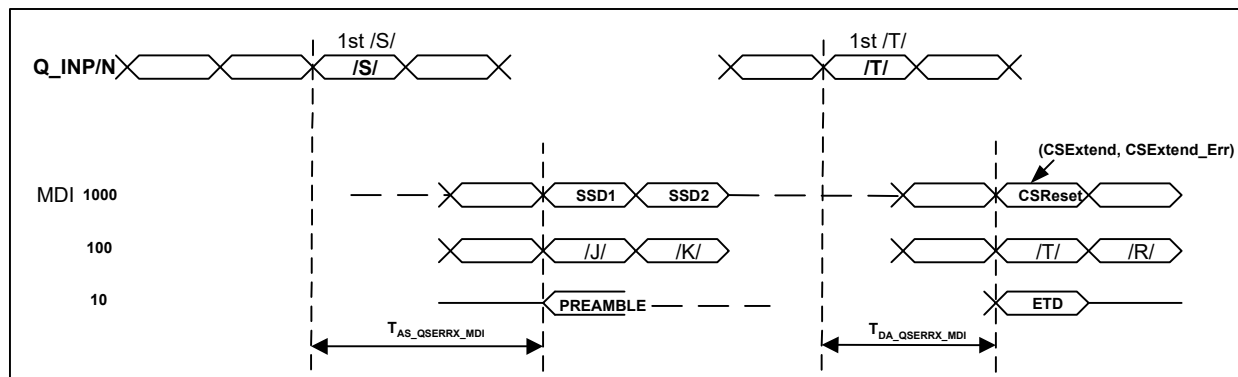 1st /S/ 1st /T/
Q_INP/N /S/ /T/
(CSExtend, CSExtend_Err)
MDI 1000 SSD1 SSD2 CSReset
100 /J/ /K/ /T/ /R/
10 PREAMBLE ETD
TAS_QSERRX_MDI TDA_QSERRX_MDI